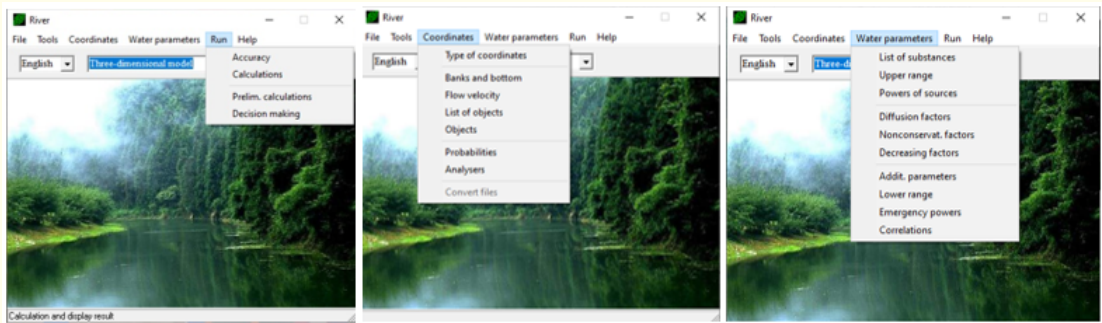 River
File Tools Coordinates Water parameters Run Help
English Three-dimensional model
Accuracy
Calculations
Prelim. calculations
Decision making
Calculation and display result
River
File Tools Coordinates Water parameters Run Help
English
Type of coordinates
Banks and bottom
Flow velocity
List of objects
Objects
Probabilities
Analysers
Convert files
River
File Tools Coordinates Water parameters Run Help
English
List of substances
Upper range
Powers of sources
Diffusion factors
Nonconservat. factors
Decreasing factors
Addit. parameters
Lower range
Emergency powers
Correlations